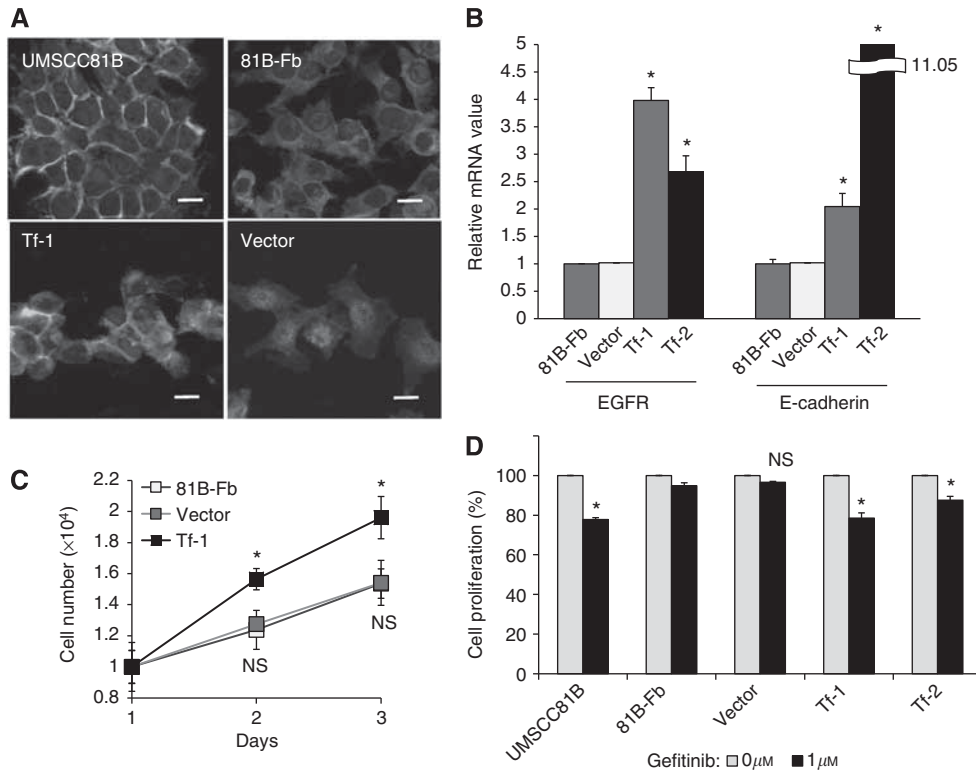 A
UMSCC81B
81B-Fb
Tf-1
Vector
B
Relative mRNA value
5
4.5
4
3.5
3
2.5
2
1.5
1
0.5
*
*
*
*
11.05
81B-Fb
Vector
Tf-1
Tf-2
81B-Fb
Vector
Tf-1
Tf-2
EGFR
E-cadherin
C
Cell number (×10⁴)
2.2
2
1.8
1.6
1.4
1.2
1
0.8
81B-Fb
Vector
Tf-1
*
*
NS
NS
1
2
3
Days
D
Cell proliferation (%)
100
80
60
40
20
0
*
NS
*
*
UMSCC81B
81B-Fb
Vector
Tf-1
Tf-2
Gefitinib: 0 μM 1 μM